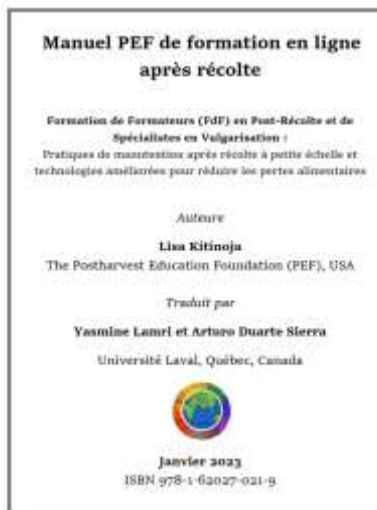 Manuel PEF de formation en ligne
après récolte
Formation de Formateurs (FdF) en Post-Récolte et de
Spécialistes en Vulgarisation :
Pratiques de manutention après récolte à petite échelle et
technologies améliorées pour réduire les pertes alimentaires
Auteure
Lisa Kitinoja
The Postharvest Education Foundation (PEF), USA
Traduit par
Yasmine Lamri et Arturo Duarte Sierra
Université Laval, Québec, Canada
Janvier 2023
ISBN 978-1-62027-021-9